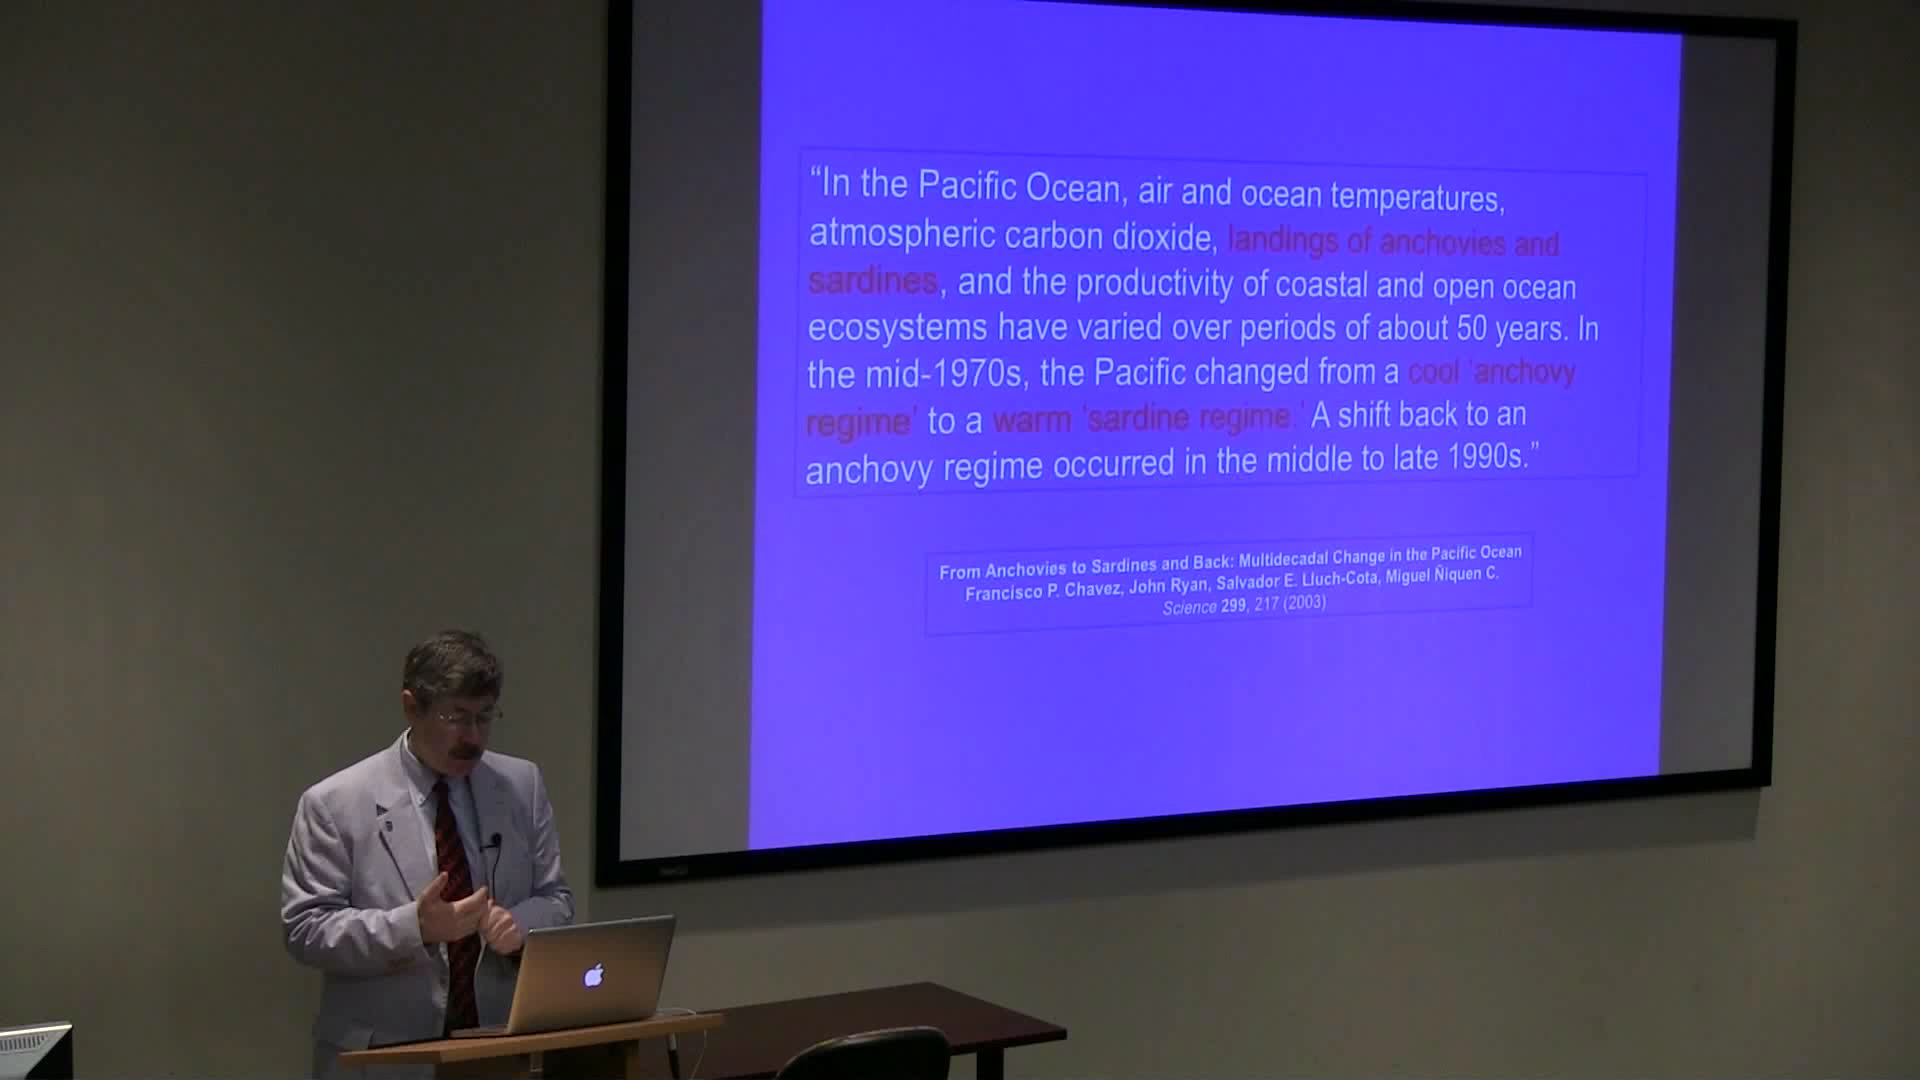 “In the Pacific Ocean, air and ocean temperatures,
atmospheric carbon dioxide, landings of anchovies and
sardines, and the productivity of coastal and open ocean
ecosystems have varied over periods of about 50 years. In
the mid-1970s, the Pacific changed from a cool ‘anchovy
regime’ to a warm ‘sardine regime.’ A shift back to an
anchovy regime occurred in the middle to late 1990s.”
From Anchovies to Sardines and Back: Multidecadal Change in the Pacific Ocean
Francisco P. Chavez, John Ryan, Salvador E. Lluch-Cota, Miguel Ñiquen C.
Science 299, 217 (2003)